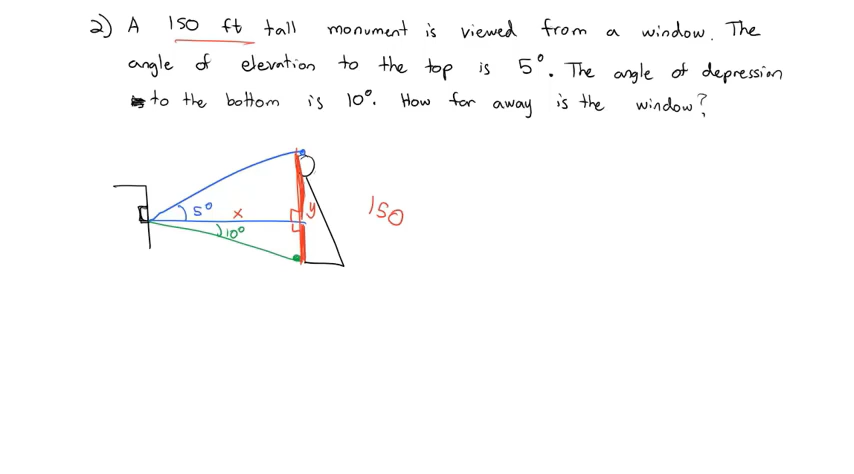 2) A 150 ft tall monument is viewed from a window. The
angle of elevation to the top is 5°. The angle of depression
to the bottom is 10°. How far away is the window?
5°
x
y
150
10°